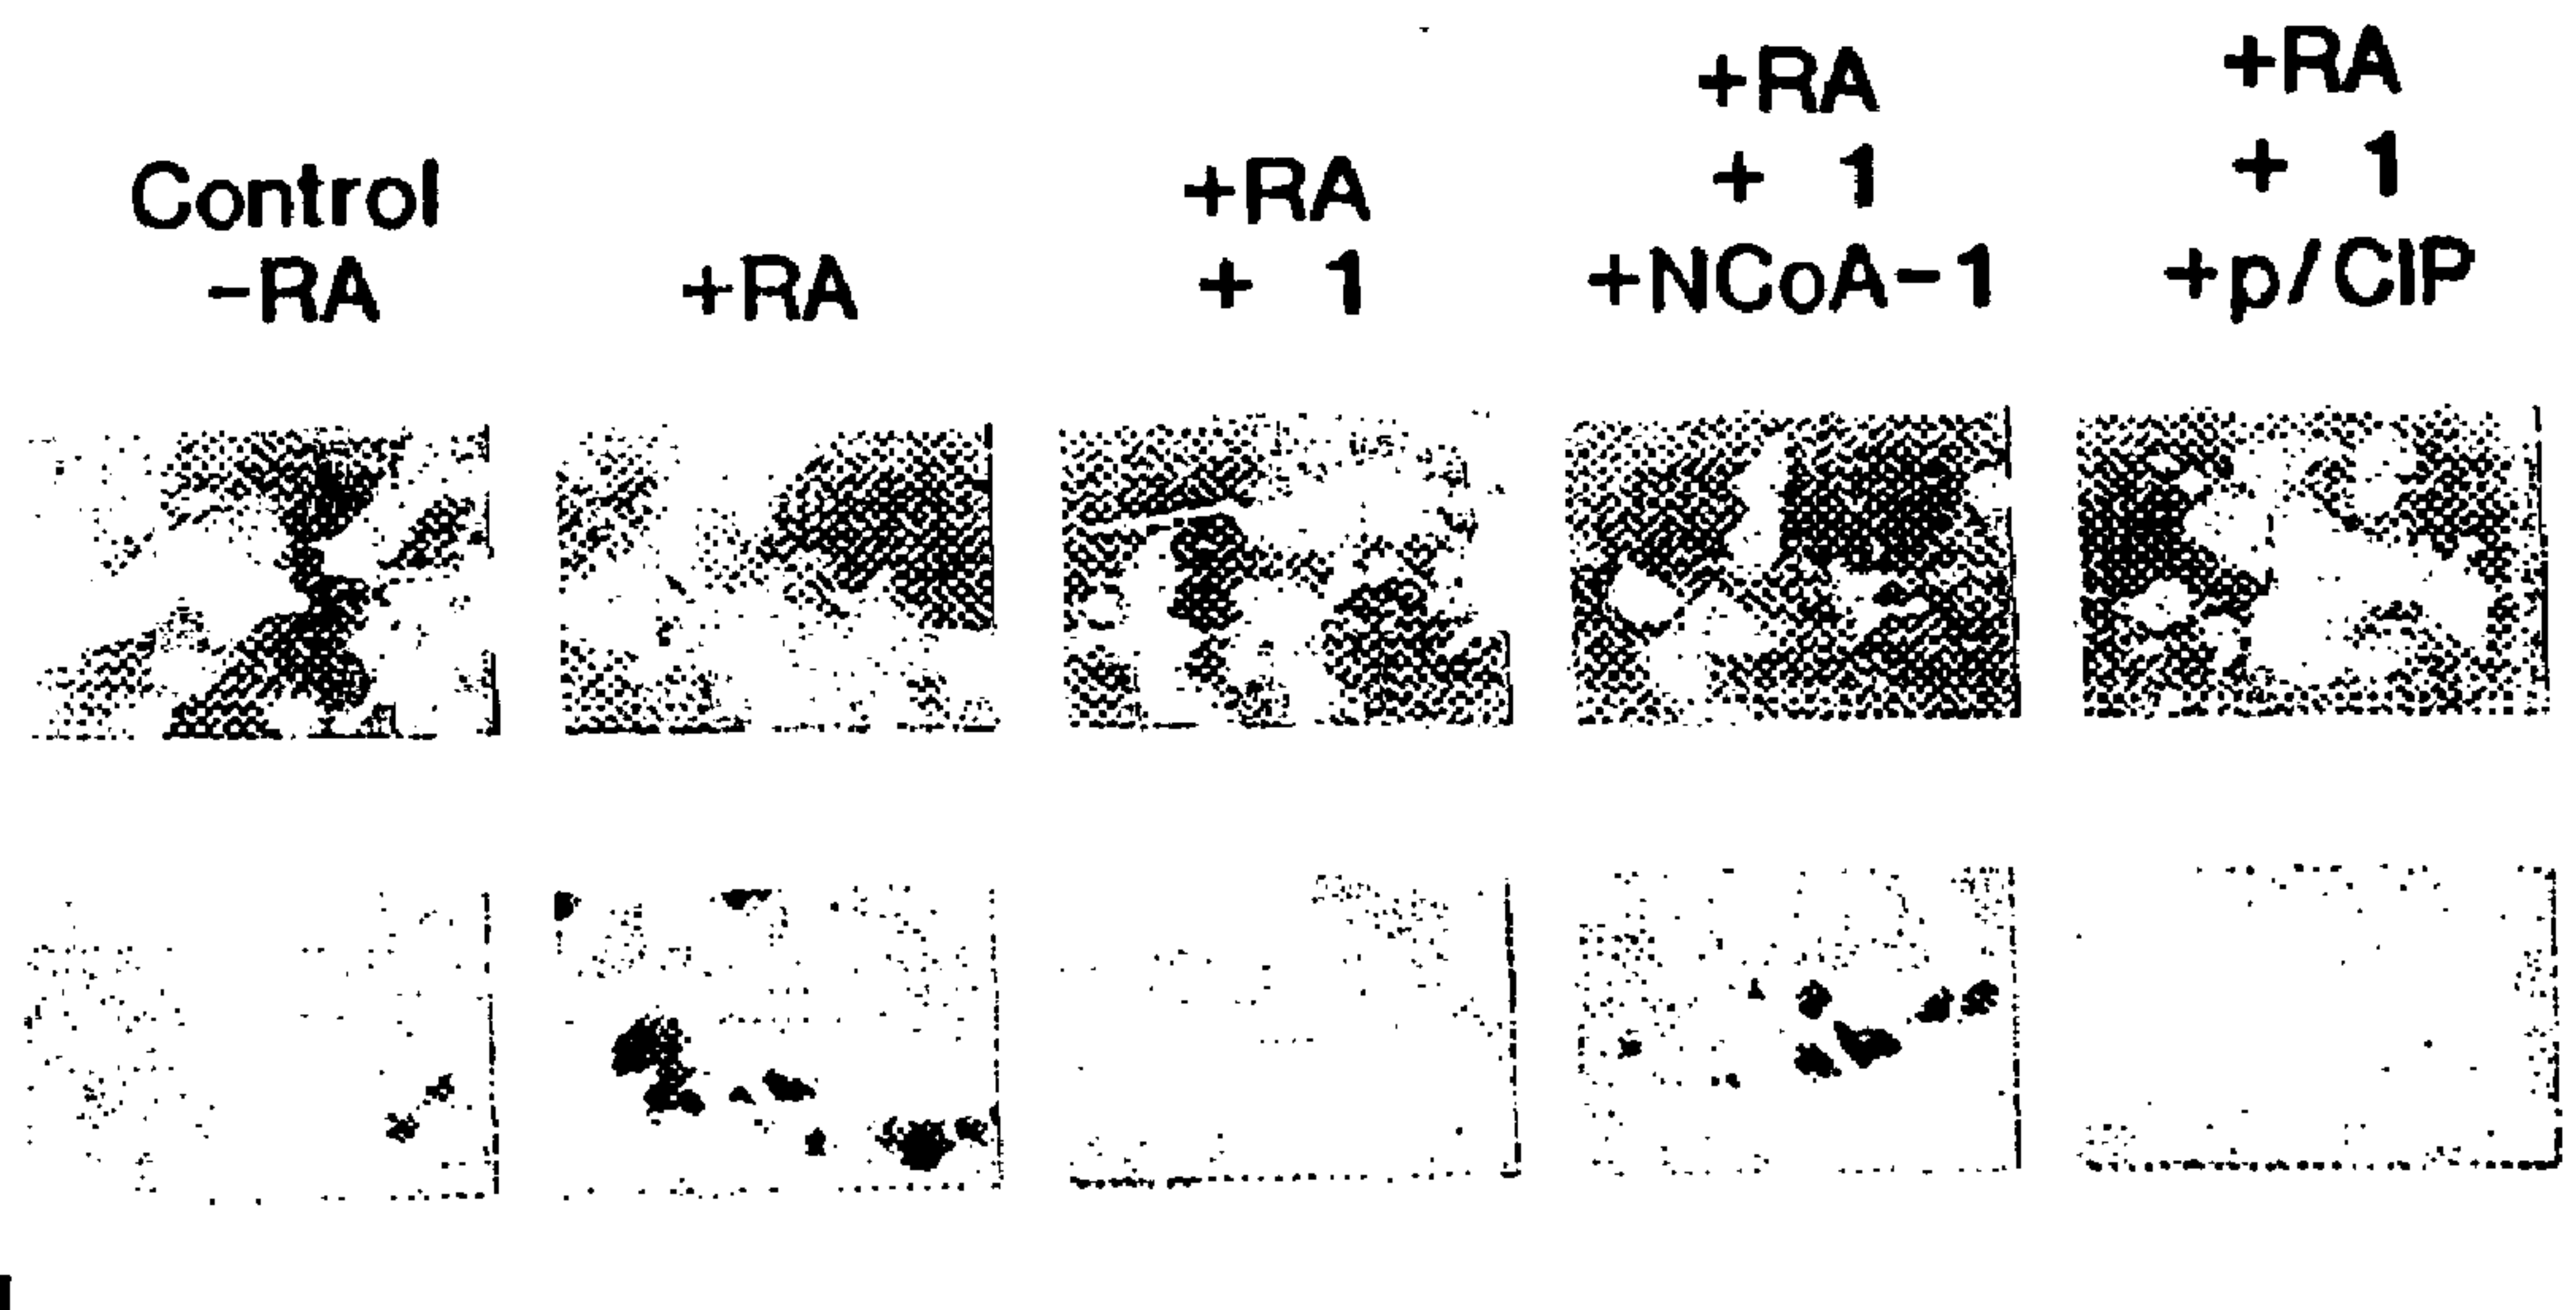 Control
-RA
+RA
+RA
+ 1
+RA
+ 1
+NCoA-1
+RA
+ 1
+p/CIP